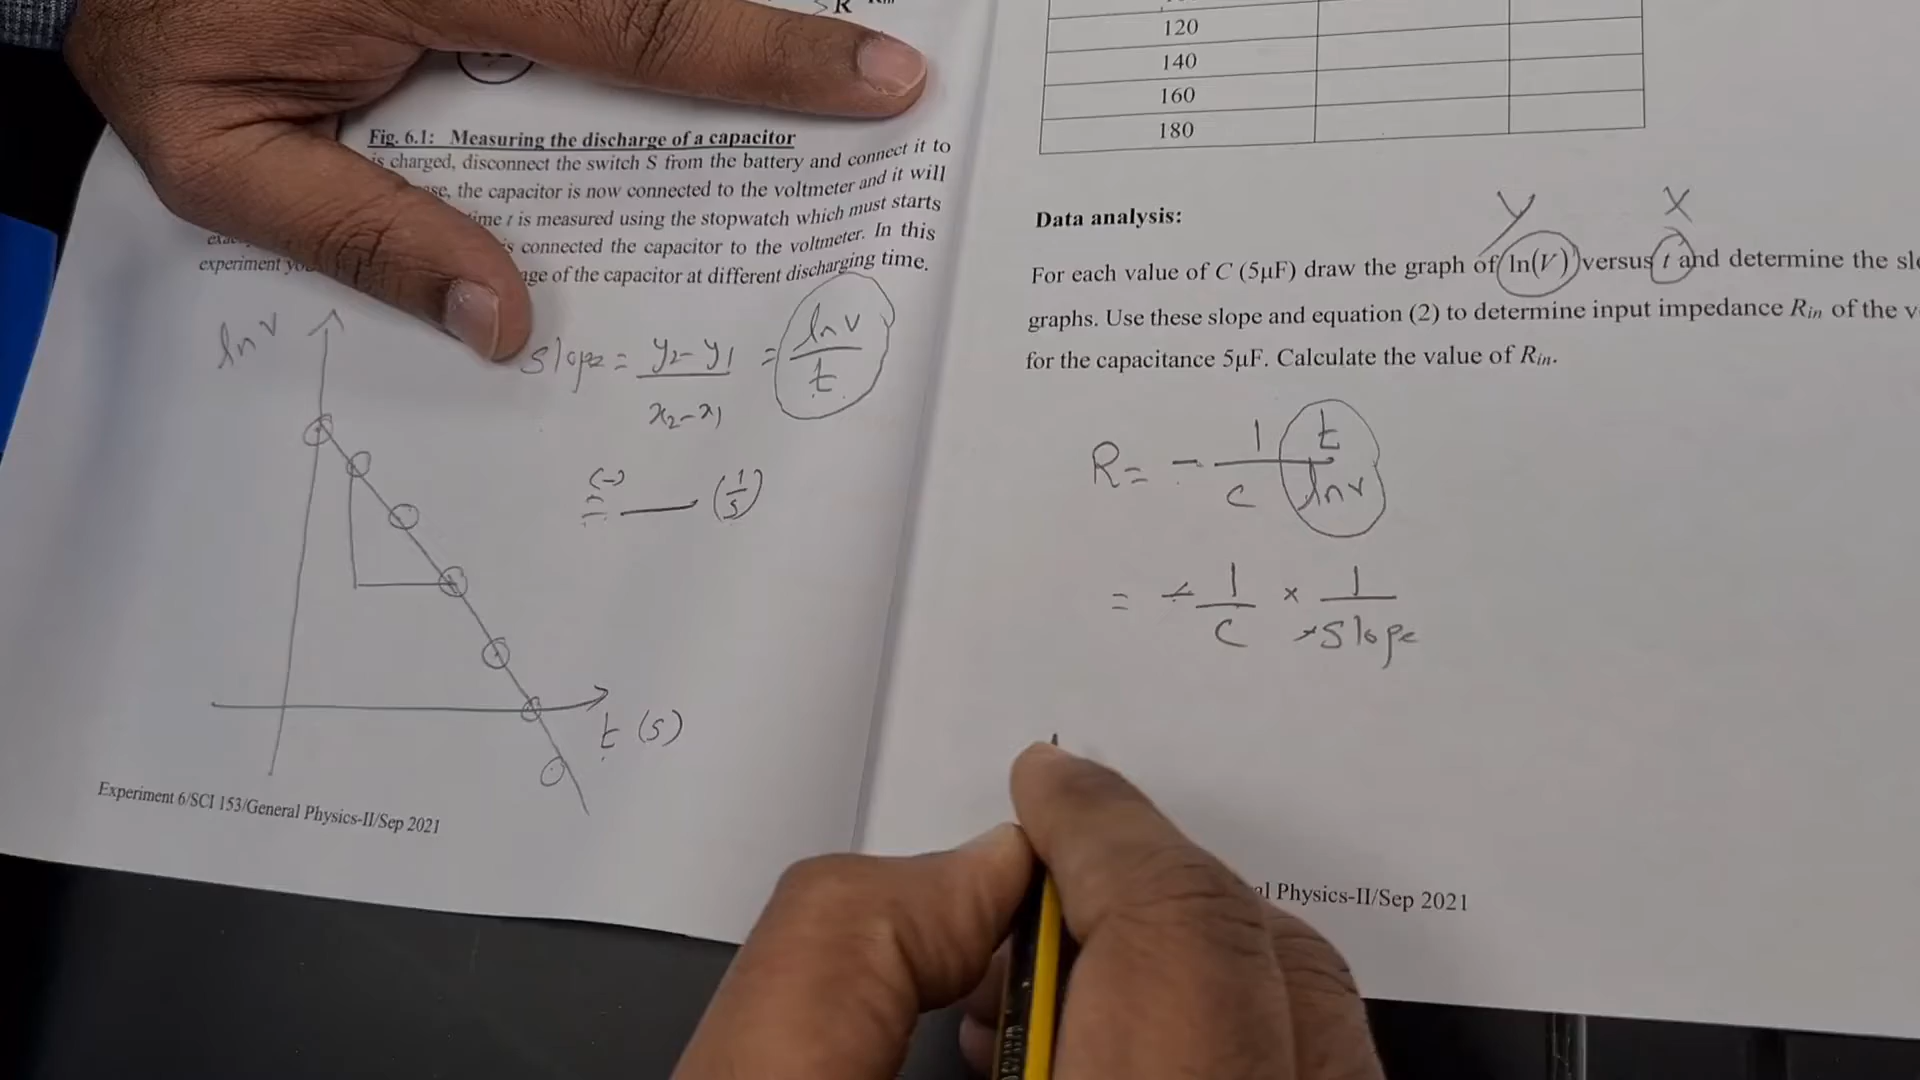 R
Fig. 6.1: Measuring the discharge of a capacitor
is charged, disconnect the switch S from the battery and connect it to
the capacitor is now connected to the voltmeter and it will
t is measured using the stopwatch which must starts
connected the capacitor to the voltmeter. In this
experiment of the capacitor at different discharging time.
ln v
slope = y2 - y1 = ln v
x2 - x1 t
= (-) (1/s)
t (s)
Experiment 6/SCI 153/General Physics-II/Sep 2021
120
140
160
180
y x
Data analysis:
For each value of C (5μF) draw the graph of ln(V) versus t and determine the
graphs. Use these slope and equation (2) to determine input impedance Rin of the
for the capacitance 5μF. Calculate the value of Rin.
R = - 1 t
c ln v
= - 1 x 1
c - slope
Physics-II/Sep 2021